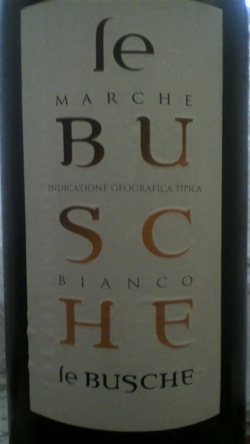 le
MARCHE
BU
INDICAZIONE GEOGRAFICA TIPICA
SC
BIANCO
HE
le BUSCHE